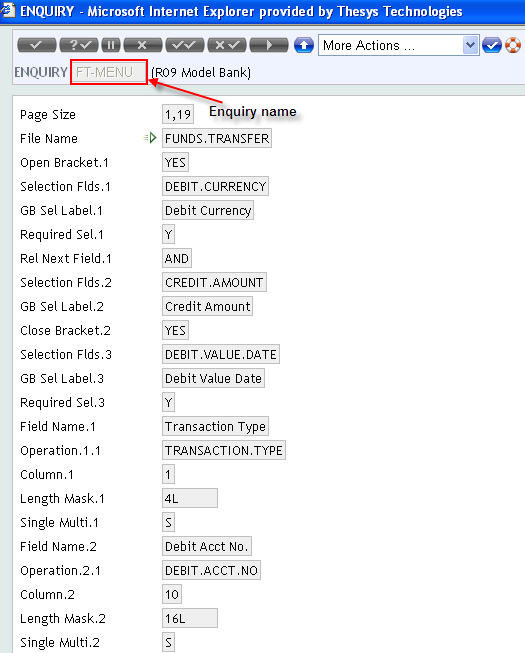 ENQUIRY - Microsoft Internet Explorer provided by Thesys Technologies
More Actions ...
ENQUIRY FT-MENU (R09 Model Bank)
Enquiry name
Page Size 1,19
File Name FUNDS.TRANSFER
Open Bracket.1 YES
Selection Flds.1 DEBIT.CURRENCY
GB Sel Label.1 Debit Currency
Required Sel.1 Y
Rel Next Field.1 AND
Selection Flds.2 CREDIT.AMOUNT
GB Sel Label.2 Credit Amount
Close Bracket.2 YES
Selection Flds.3 DEBIT.VALUE.DATE
GB Sel Label.3 Debit Value Date
Required Sel.3 Y
Field Name.1 Transaction Type
Operation.1.1 TRANSACTION.TYPE
Column.1 1
Length Mask.1 4L
Single Multi.1 S
Field Name.2 Debit Acct No.
Operation.2.1 DEBIT.ACCT.NO
Column.2 10
Length Mask.2 16L
Single Multi.2 S